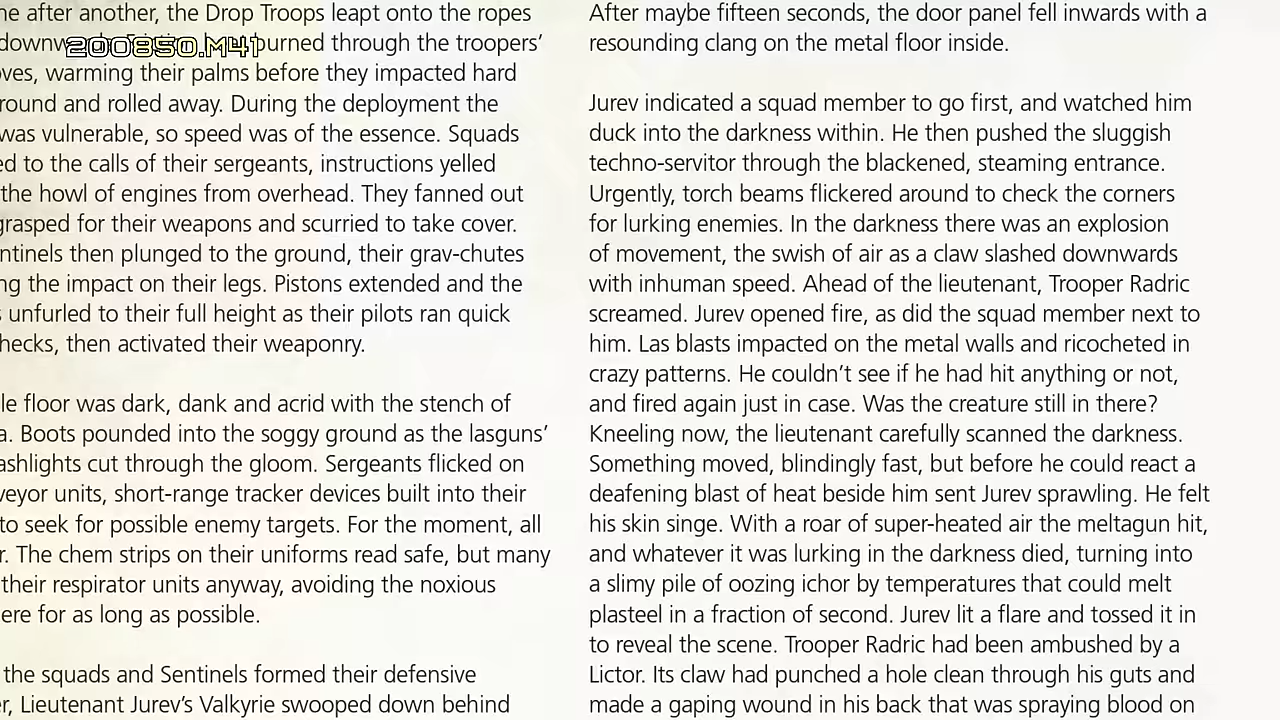 ne after another, the Drop Troops leapt onto the ropes
200850.M41
burned through the troopers’
ves, warming their palms before they impacted hard
round and rolled away. During the deployment the
was vulnerable, so speed was of the essence. Squads
ed to the calls of their sergeants, instructions yelled
the howl of engines from overhead. They fanned out
grasped for their weapons and scurried to take cover.
ntinels then plunged to the ground, their grav-chutes
ng the impact on their legs. Pistons extended and the
s unfurled to their full height as their pilots ran quick
hecks, then activated their weaponry.
le floor was dark, dank and acrid with the stench of
a. Boots pounded into the soggy ground as the lasguns’
ashlights cut through the gloom. Sergeants flicked on
veyor units, short-range tracker devices built into their
to seek for possible enemy targets. For the moment, all
r. The chem strips on their uniforms read safe, but many
their respirator units anyway, avoiding the noxious
ere for as long as possible.
the squads and Sentinels formed their defensive
er, Lieutenant Jurev’s Valkyrie swooped down behind
After maybe fifteen seconds, the door panel fell inwards with a
resounding clang on the metal floor inside.
Jurev indicated a squad member to go first, and watched him
duck into the darkness within. He then pushed the sluggish
techno-servitor through the blackened, steaming entrance.
Urgently, torch beams flickered around to check the corners
for lurking enemies. In the darkness there was an explosion
of movement, the swish of air as a claw slashed downwards
with inhuman speed. Ahead of the lieutenant, Trooper Radric
screamed. Jurev opened fire, as did the squad member next to
him. Las blasts impacted on the metal walls and ricocheted in
crazy patterns. He couldn’t see if he had hit anything or not,
and fired again just in case. Was the creature still in there?
Kneeling now, the lieutenant carefully scanned the darkness.
Something moved, blindingly fast, but before he could react a
deafening blast of heat beside him sent Jurev sprawling. He felt
his skin singe. With a roar of super-heated air the meltagun hit,
and whatever it was lurking in the darkness died, turning into
a slimy pile of oozing ichor by temperatures that could melt
plasteel in a fraction of second. Jurev lit a flare and tossed it in
to reveal the scene. Trooper Radric had been ambushed by a
Lictor. Its claw had punched a hole clean through his guts and
made a gaping wound in his back that was spraying blood on